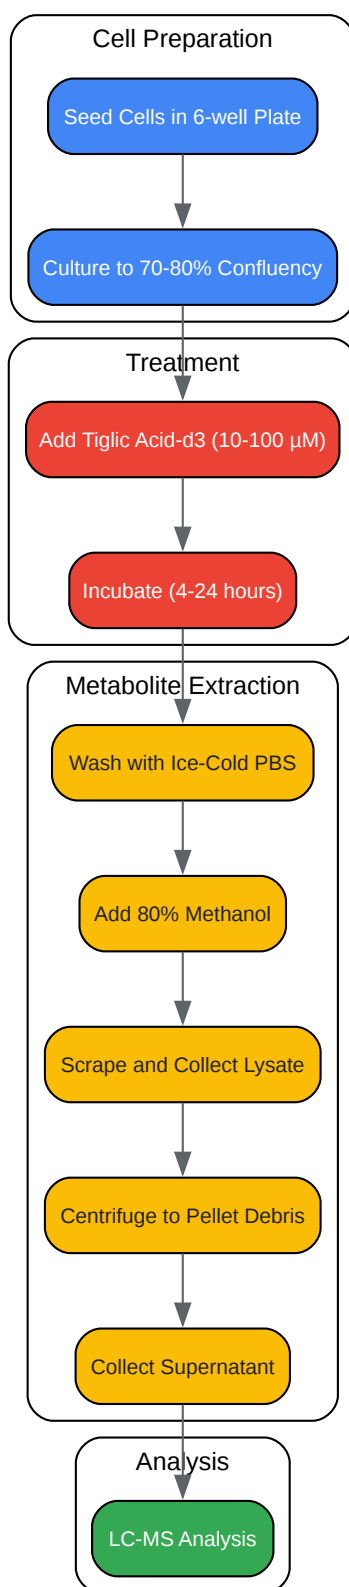 Cell Preparation
Seed Cells in 6-well Plate
Culture to 70-80% Confluency
Treatment
Add Tiglic Acid-d3 (10-100 µM)
Incubate (4-24 hours)
Metabolite Extraction
Wash with Ice-Cold PBS
Add 80% Methanol
Scrape and Collect Lysate
Centrifuge to Pellet Debris
Collect Supernatant
Analysis
LC-MS Analysis